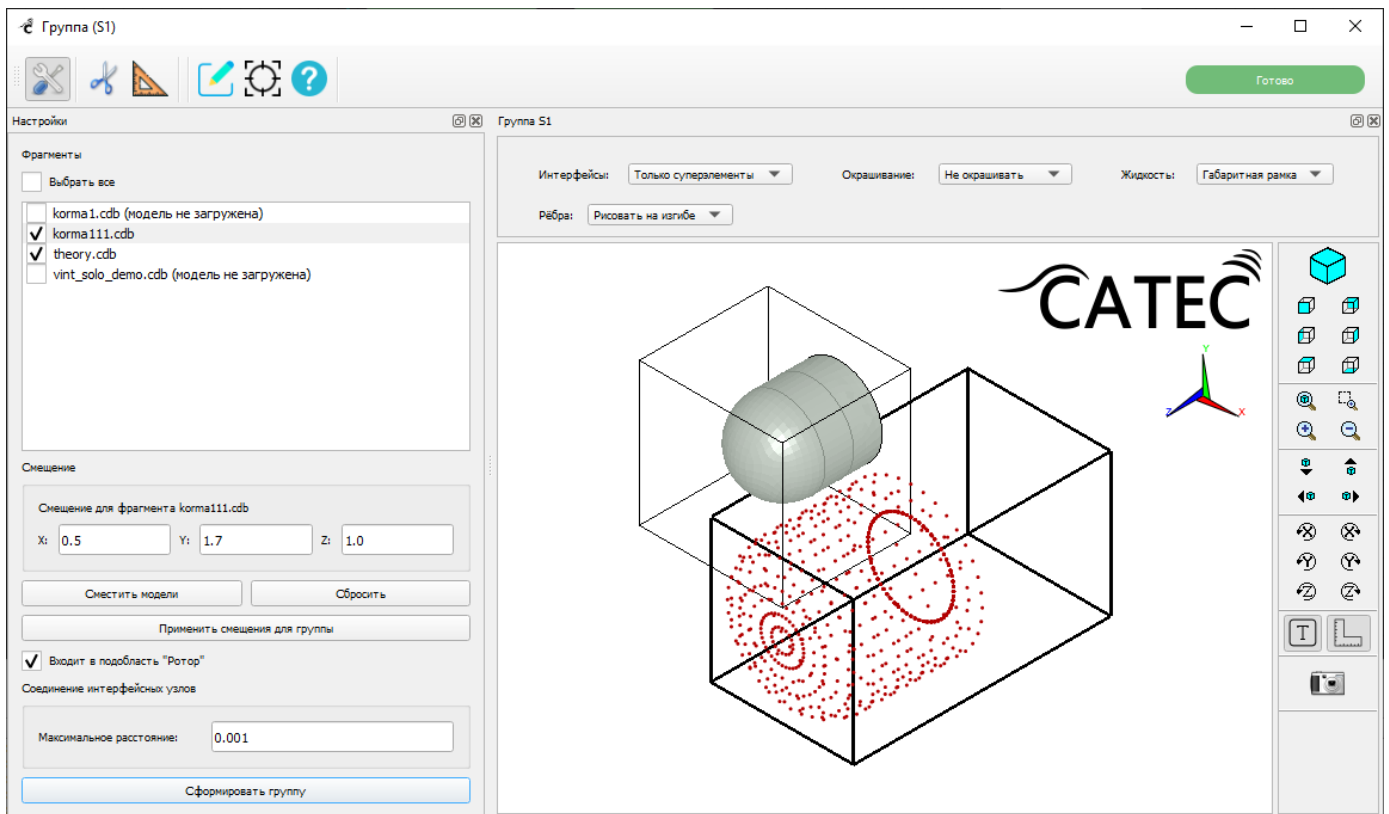 Группа (S1)
Готово
Настройки
Фрагменты
Выбрать все
korma1.cdb (модель не загружена)
korma111.cdb
theory.cdb
vint_solo_demo.cdb (модель не загружена)
Смещение
Смещение для фрагмента korma111.cdb
X: 0.5 Y: 1.7 Z: 1.0
Сместить модели Сбросить
Применить смещения для группы
Входит в подобласть "Ротор"
Соединение интерфейсных узлов
Максимальное расстояние: 0.001
Сформировать группу
Группа S1
Интерфейсы: Только суперэлементы Окрашивание: Не окрашивать Жидкость: Габаритная рамка
Рёбра: Рисовать на изгибе
CATEC
Y
Z X
X X
Y Y
Z Z
T